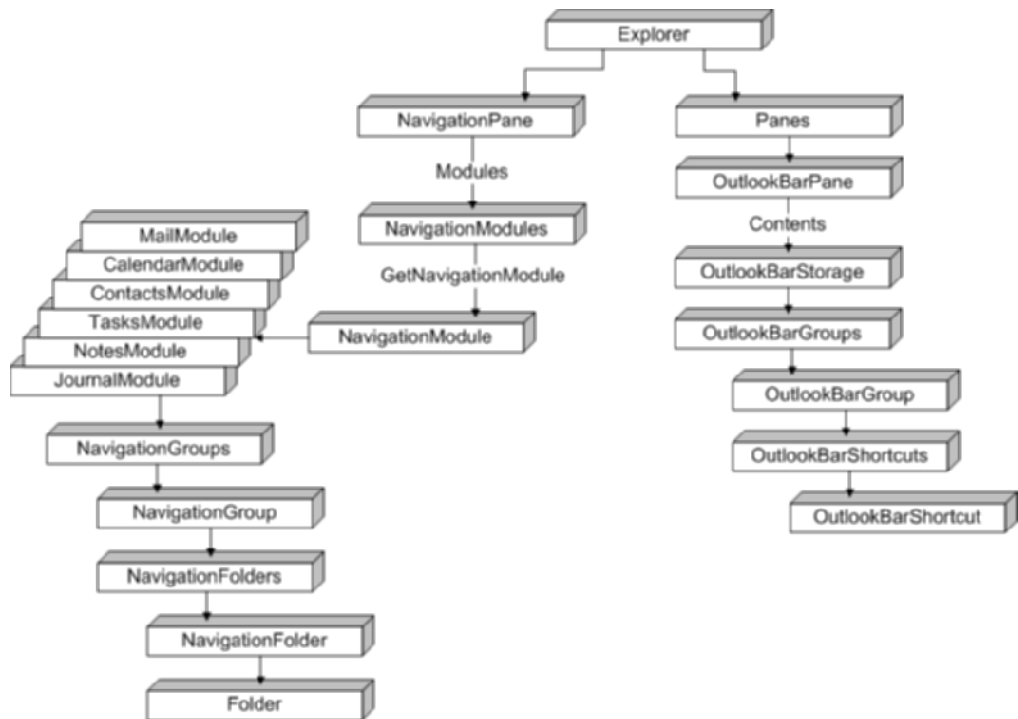 Explorer
NavigationPane
Panes
Modules
OutlookBarPane
NavigationModules
Contents
MailModule
CalendarModule
GetNavigationModule
OutlookBarStorage
ContactsModule
TasksModule
NavigationModule
OutlookBarGroups
NotesModule
JournalModule
OutlookBarGroup
NavigationGroups
OutlookBarShortcuts
NavigationGroup
OutlookBarShortcut
NavigationFolders
NavigationFolder
Folder